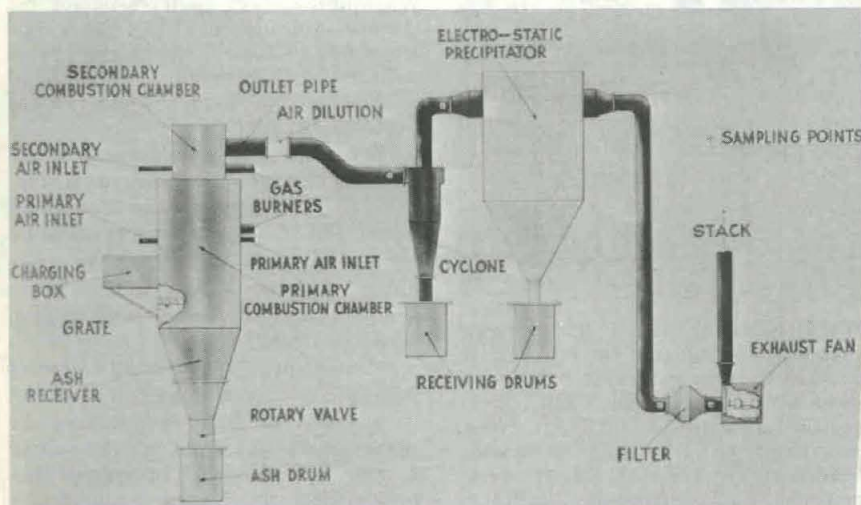 ELECTRO-STATIC
PRECIPITATOR
SECONDARY
COMBUSTION CHAMBER
OUTLET PIPE
AIR DILUTION
SAMPLING POINTS
SECONDARY
AIR INLET
GAS
BURNERS
PRIMARY
AIR INLET
STACK
CHARGING
BOX
PRIMARY AIR INLET
PRIMARY
COMBUSTION CHAMBER
CYCLONE
GRATE
EXHAUST FAN
ASH
RECEIVER
RECEIVING DRUMS
ROTARY VALVE
FILTER
ASH DRUM